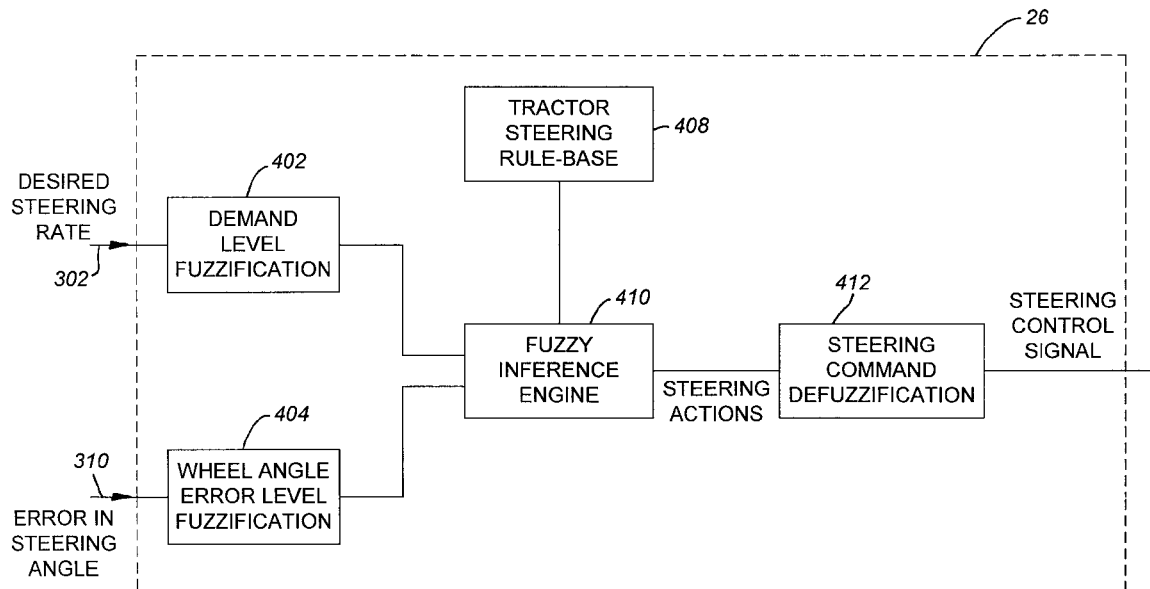 26
TRACTOR
STEERING
RULE-BASE
408
402
DESIRED
STEERING
RATE
302
DEMAND
LEVEL
FUZZIFICATION
410
FUZZY
INFERENCE
ENGINE
STEERING
ACTIONS
412
STEERING
COMMAND
DEFUZZIFICATION
STEERING
CONTROL
SIGNAL
404
310
WHEEL ANGLE
ERROR LEVEL
FUZZIFICATION
ERROR IN
STEERING
ANGLE